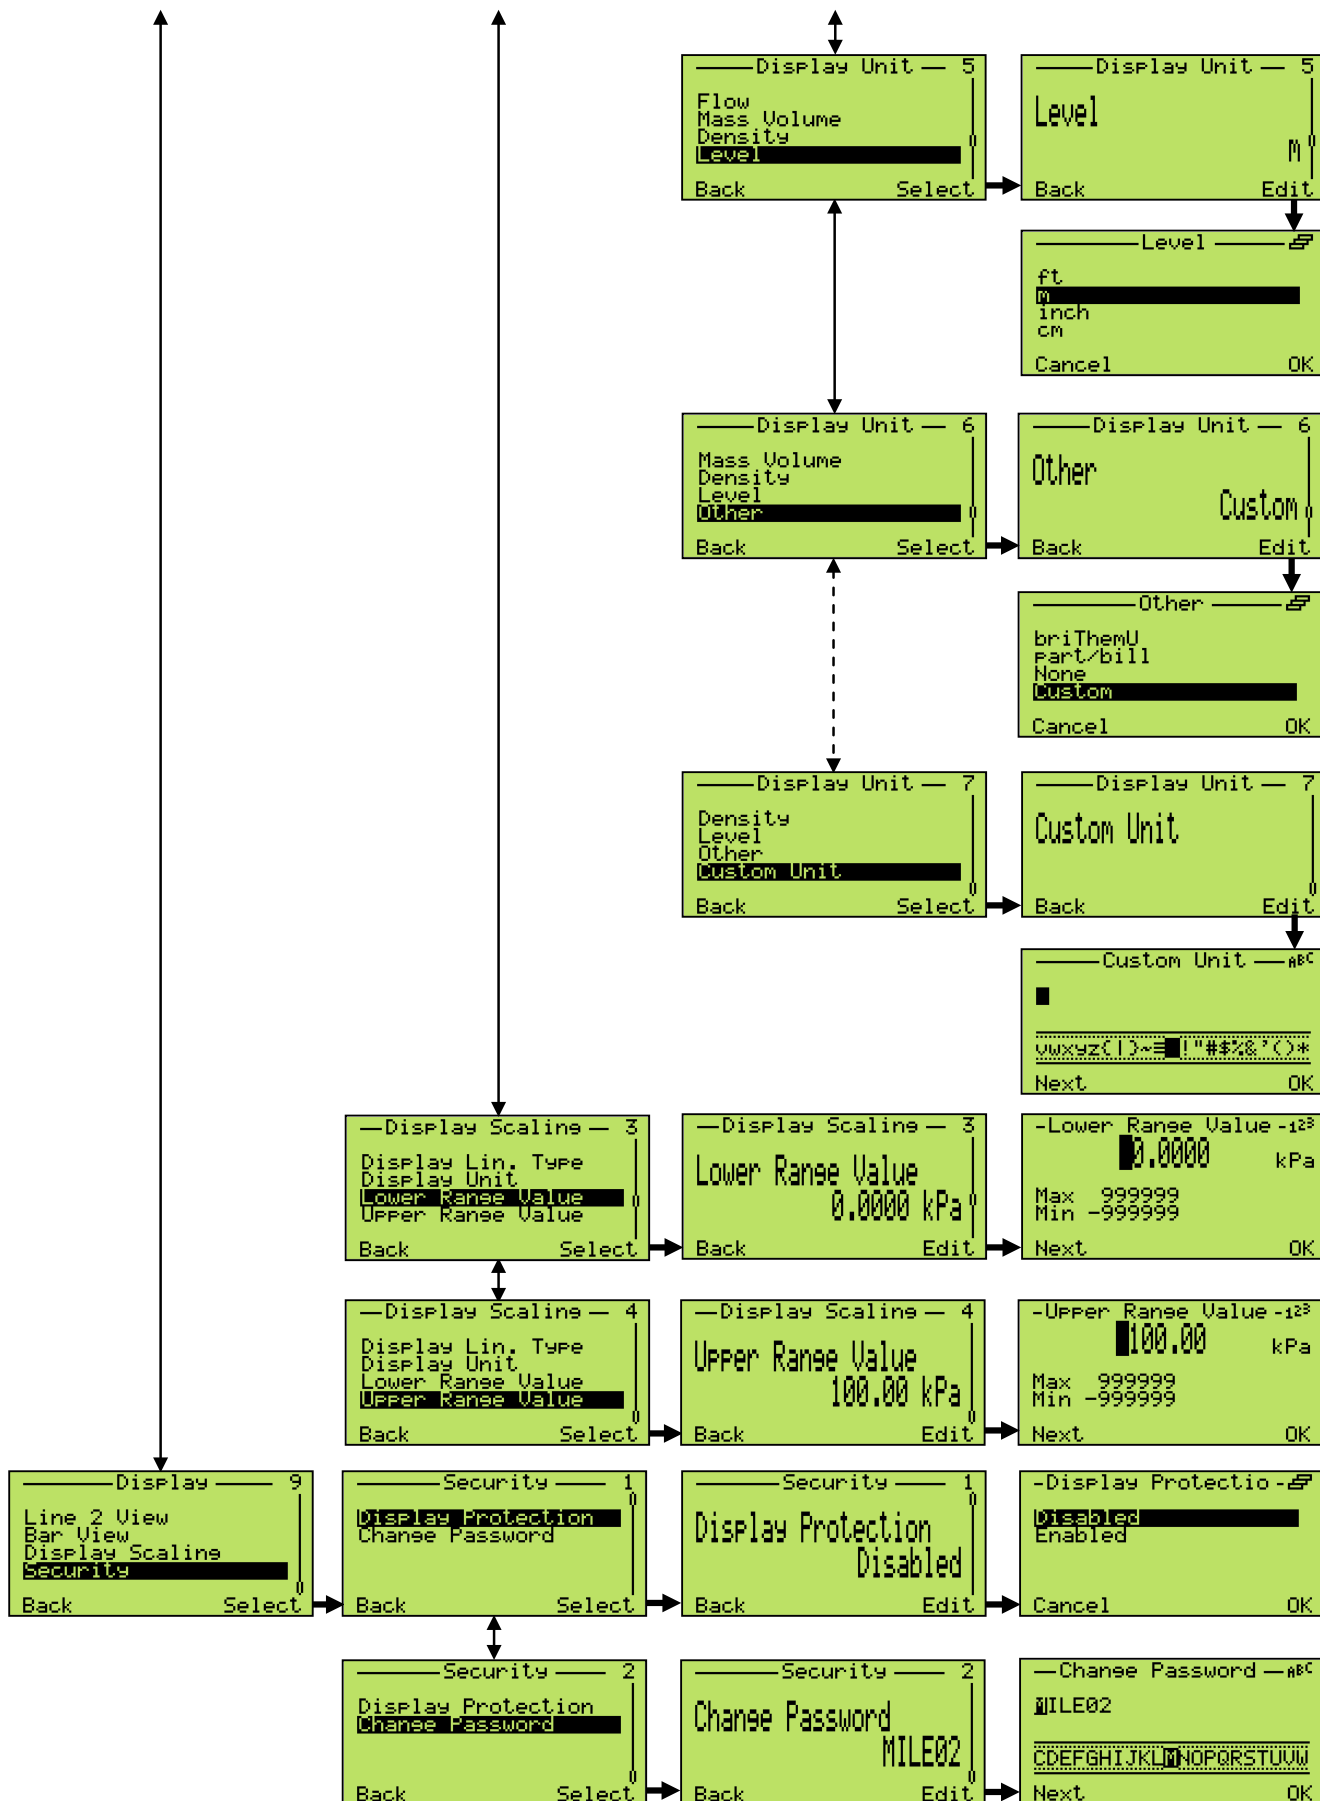 Display Unit 5
Flow
Mass Volume
Density
Level
Back Select
Display Unit 5
Level
m
Back Edit
Level
ft
m
inch
cm
Cancel OK
Display Unit 6
Mass Volume
Density
Level
Other
Back Select
Display Unit 6
Other
Custom
Back Edit
Other
briThemU
part/bill
None
Custom
Cancel OK
Display Unit 7
Density
Level
Other
Custom Unit
Back Select
Display Unit 7
Custom Unit
Back Edit
Custom Unit ABC
vwxyz{|}~≡ !"#$%&'()*
Next OK
Display Scaling 3
Display Lin. Type
Display Unit
Lower Range Value
Upper Range Value
Back Select
Display Scaling 3
Lower Range Value
0.0000 kPa
Back Edit
-Lower Range Value -123
0.0000 kPa
Max 999999
Min -999999
Next OK
Display Scaling 4
Display Lin. Type
Display Unit
Lower Range Value
Upper Range Value
Back Select
Display Scaling 4
Upper Range Value
100.00 kPa
Back Edit
-Upper Range Value -123
100.00 kPa
Max 999999
Min -999999
Next OK
Display 9
Line 2 View
Bar View
Display Scaling
Security
Back Select
Security 1
Display Protection
Change Password
Back Select
Security 1
Display Protection
Disabled
Back Edit
-Display Protectio-
Disabled
Enabled
Cancel OK
Security 2
Display Protection
Change Password
Back Select
Security 2
Change Password
MILE02
Back Edit
Change Password ABC
MILE02
CDEFGHIJKLMNOPQRSTUVW
Next OK